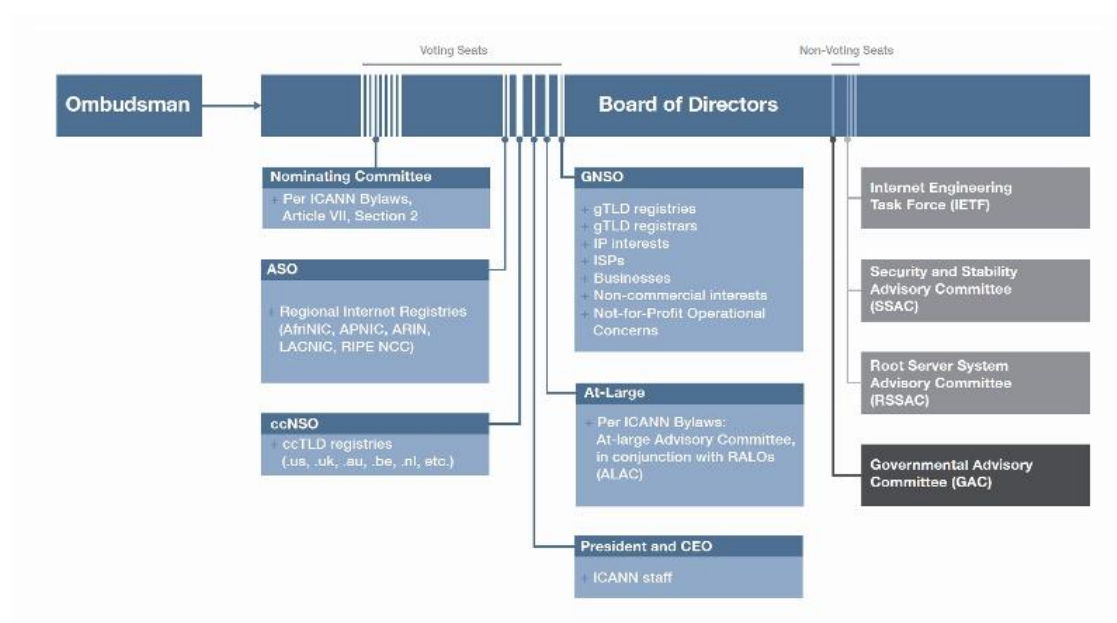 Voting Seats
Non-Voting Seats
Ombudsman
Board of Directors
Nominating Committee
+ Per ICANN Bylaws,
Article VII, Section 2
ASO
+ Regional Internet Registries
(AfriNIC, APNIC, ARIN,
LACNIC, RIPE NCC)
ccNSO
+ ccTLD registries
(.us, .uk, .au, .be, .nl, etc.)
GNSO
+ gTLD registries
+ gTLD registrars
+ IP interests
+ ISPs
+ Businesses
+ Non-commercial interests
+ Not-for-Profit Operational
Concerns
At-Large
+ Per ICANN Bylaws:
At-large Advisory Committee,
in conjunction with RALOs
(ALAC)
President and CEO
+ ICANN staff
Internet Engineering
Task Force (IETF)
Security and Stability
Advisory Committee
(SSAC)
Root Server System
Advisory Committee
(RSSAC)
Governmental Advisory
Committee (GAC)